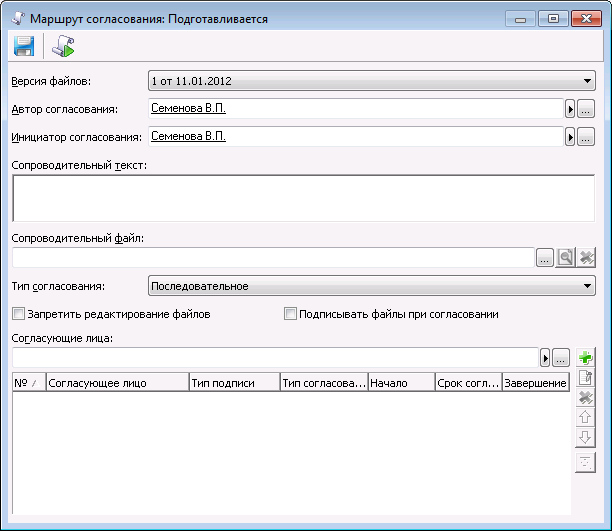 Маршрут согласования: Подготавливается
Версия файлов: 1 от 11.01.2012
Автор согласования: Семенова В.П.
Инициатор согласования: Семенова В.П.
Сопроводительный текст:
Сопроводительный файл:
Тип согласования: Последовательное
Запретить редактирование файлов Подписывать файлы при согласовании
Согласующие лица:
№ Согласующее лицо Тип подписи Тип согласова... Начало Срок согл... Завершение